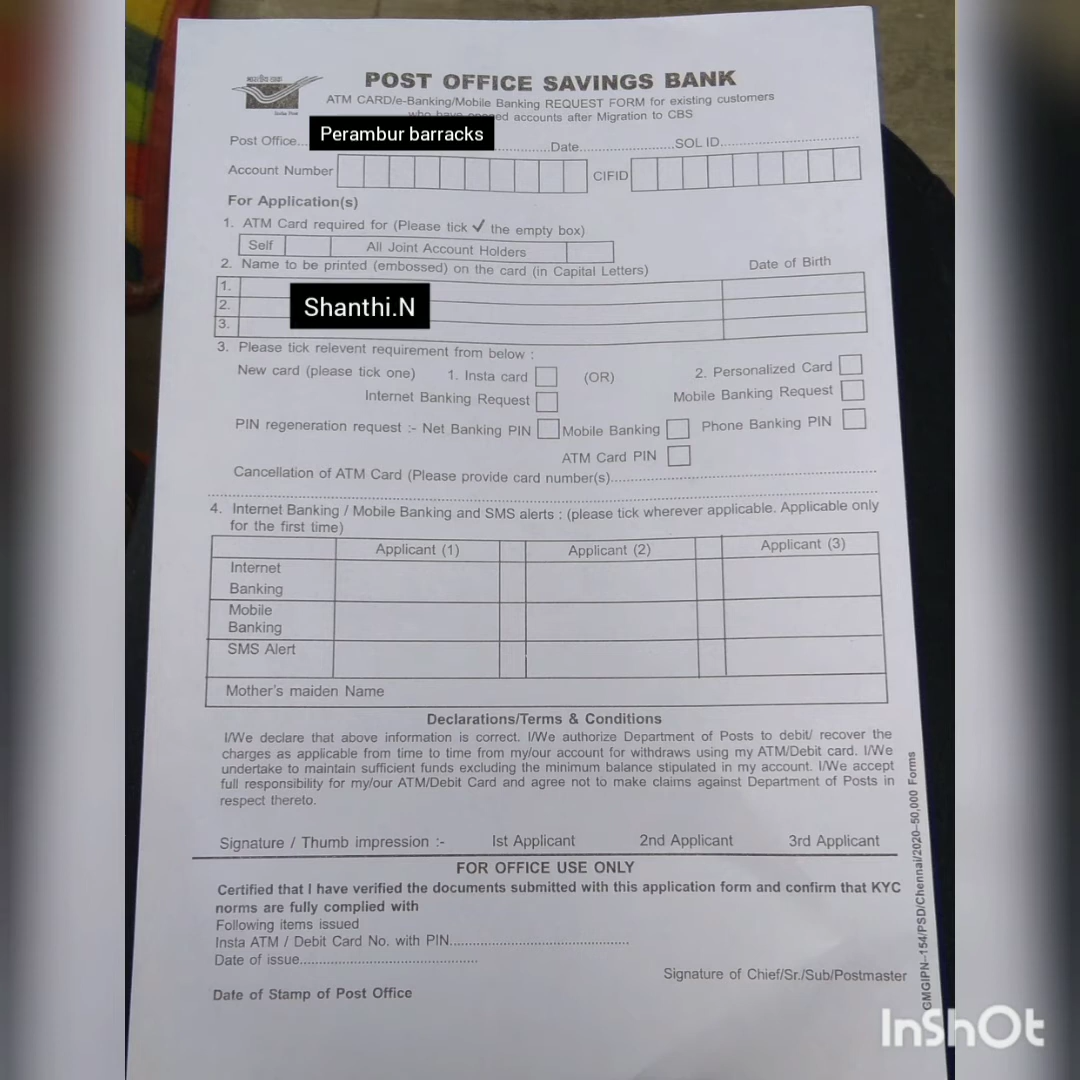 भारतीय डाक
India Post
POST OFFICE SAVINGS BANK
ATM CARD/e-Banking/Mobile Banking REQUEST FORM for existing customers
who have opened accounts after Migration to CBS
Post Office... Perambur barracks ...Date...SOL ID...
Account Number CIFID
For Application(s)
1. ATM Card required for (Please tick ✓ the empty box)
Self All Joint Account Holders
2. Name to be printed (embossed) on the card (in Capital Letters) Date of Birth
1.
2. Shanthi.N
3.
3. Please tick relevent requirement from below :
New card (please tick one) 1. Insta card (OR) 2. Personalized Card
Internet Banking Request Mobile Banking Request
PIN regeneration request :- Net Banking PIN Mobile Banking Phone Banking PIN
ATM Card PIN
Cancellation of ATM Card (Please provide card number(s)...
4. Internet Banking / Mobile Banking and SMS alerts : (please tick wherever applicable. Applicable only
for the first time)
Applicant (1) Applicant (2) Applicant (3)
Internet
Banking
Mobile
Banking
SMS Alert
Mother's maiden Name
Declarations/Terms & Conditions
I/We declare that above information is correct. I/We authorize Department of Posts to debit/ recover the
charges as applicable from time to time from my/our account for withdraws using my ATM/Debit card. I/We
undertake to maintain sufficient funds excluding the minimum balance stipulated in my account. I/We accept
full responsibility for my/our ATM/Debit Card and agree not to make claims against Department of Posts in
respect thereto.
Signature / Thumb impression :- Ist Applicant 2nd Applicant 3rd Applicant
FOR OFFICE USE ONLY
Certified that I have verified the documents submitted with this application form and confirm that KYC
norms are fully complied with
Following items issued
Insta ATM / Debit Card No. with PIN...
Date of issue...
Signature of Chief/Sr./Sub/Postmaster
Date of Stamp of Post Office
GMGIPN–154/PSD/Chennai/2020–50,000 Forms
InShOt